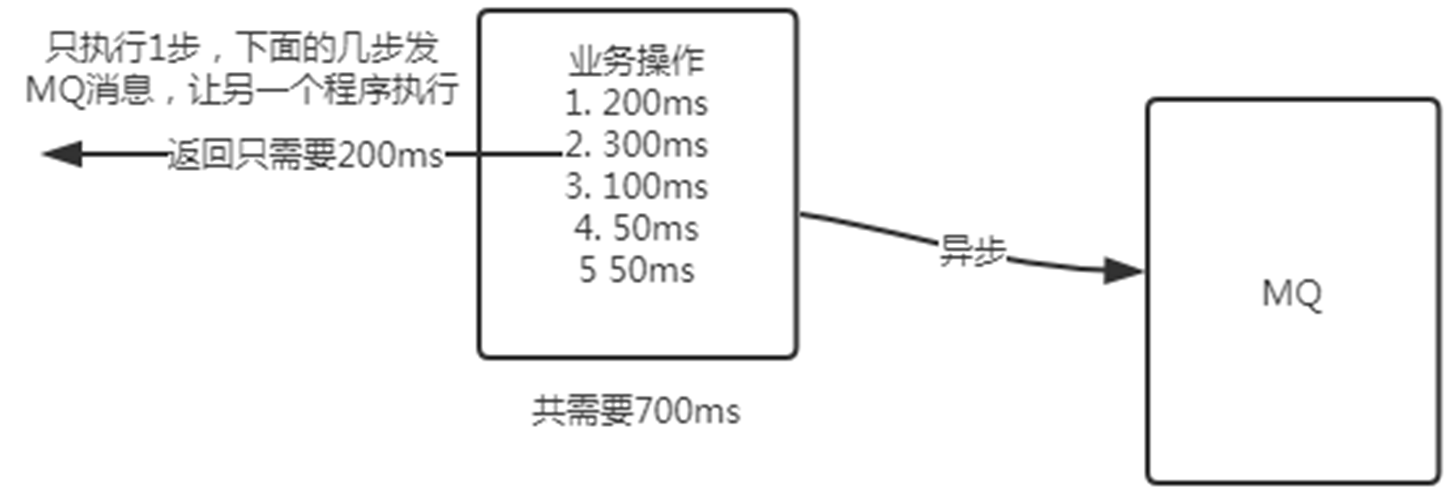 只执行1步，下面的几步发
MQ消息，让另一个程序执行
返回只需要200ms
业务操作
1. 200ms
2. 300ms
3. 100ms
4. 50ms
5 50ms
共需要700ms
异步
MQ